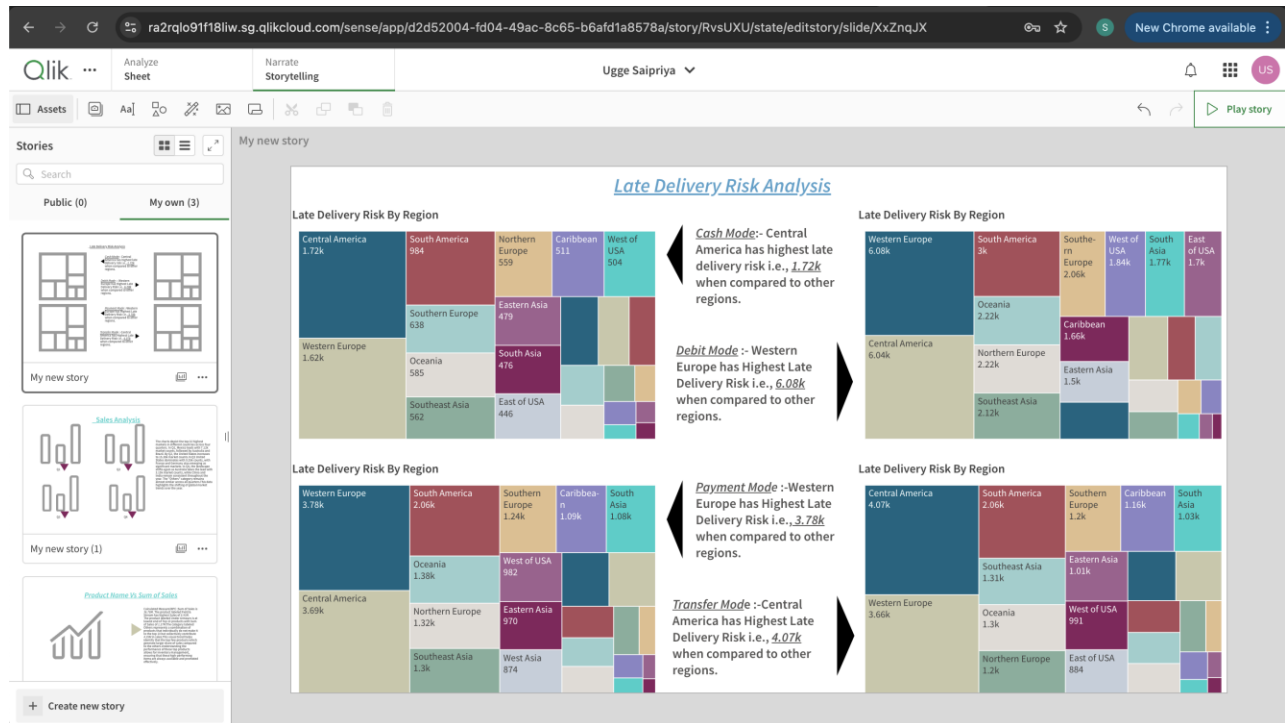 ra2rqlo91f18liw.sg.qlikcloud.com/sense/app/d2d52004-fd04-49ac-8c65-b6afd1a8578a/story/RvsUXU/state/editstory/slide/XxZnqJX
S
New Chrome available
Qlik
Analyze
Sheet
Narrate
Storytelling
Ugge Saipriya
US
Assets
Play story
Stories
Search
Public (0)
My own (3)
My new story
Sales Analysis
My new story (1)
Product Name Vs Sum of Sales
Create new story
My new story
Late Delivery Risk Analysis
Late Delivery Risk By Region
Central America
1.72k
Western Europe
1.62k
South America
984
Southern Europe
638
Oceania
585
Southeast Asia
562
Northern
Europe
559
Caribbean
511
West of
USA
504
Eastern Asia
479
South Asia
476
East of USA
446
Cash Mode:- Central
America has highest late
delivery risk i.e., 1.72k
when compared to other
regions.
Debit Mode :- Western
Europe has Highest Late
Delivery Risk i.e., 6.08k
when compared to other
regions.
Late Delivery Risk By Region
Western Europe
6.08k
Central America
6.04k
South America
3k
Oceania
2.22k
Northern Europe
2.22k
Southeast Asia
2.12k
Southe-
rn
Europe
2.06k
West of
USA
1.84k
South
Asia
1.77k
East of
USA
1.7k
Caribbean
1.66k
Eastern Asia
1.5k
Late Delivery Risk By Region
Western Europe
3.78k
Central America
3.69k
South America
2.06k
Oceania
1.38k
Northern Europe
1.32k
Southeast Asia
1.3k
Southern
Europe
1.24k
Caribbea-
n
1.09k
South
Asia
1.08k
West of USA
982
Eastern Asia
970
West Asia
874
Payment Mode :-Western
Europe has Highest Late
Delivery Risk i.e., 3.78k
when compared to other
regions.
Transfer Mode :-Central
America has Highest Late
Delivery Risk i.e., 4.07k
when compared to other
regions.
Late Delivery Risk By Region
Central America
4.07k
Western Europe
3.66k
South America
2.06k
Southeast Asia
1.31k
Oceania
1.3k
Northern Europe
1.2k
Southern
Europe
1.2k
Caribbean
1.16k
South
Asia
1.03k
Eastern Asia
1.01k
West of USA
991
East of USA
884